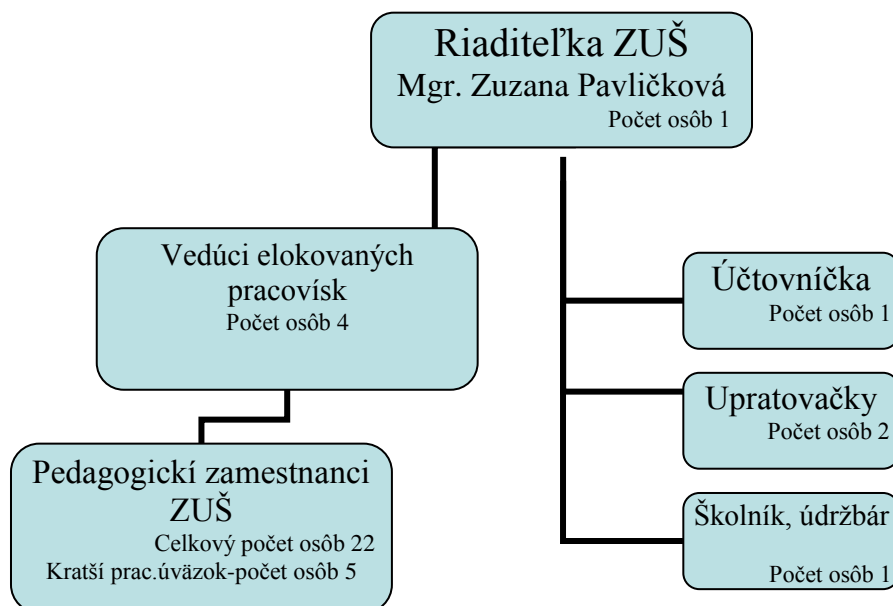 Riaditeľka ZUŠ
Mgr. Zuzana Pavličková
Počet osôb 1
Vedúci elokovaných
pracovísk
Počet osôb 4
Pedagogickí zamestnanci
ZUŠ
Celkový počet osôb 22
Kratší prac.úväzok-počet osôb 5
Účtovníčka
Počet osôb 1
Upratovačky
Počet osôb 2
Školník, údržbár
Počet osôb 1